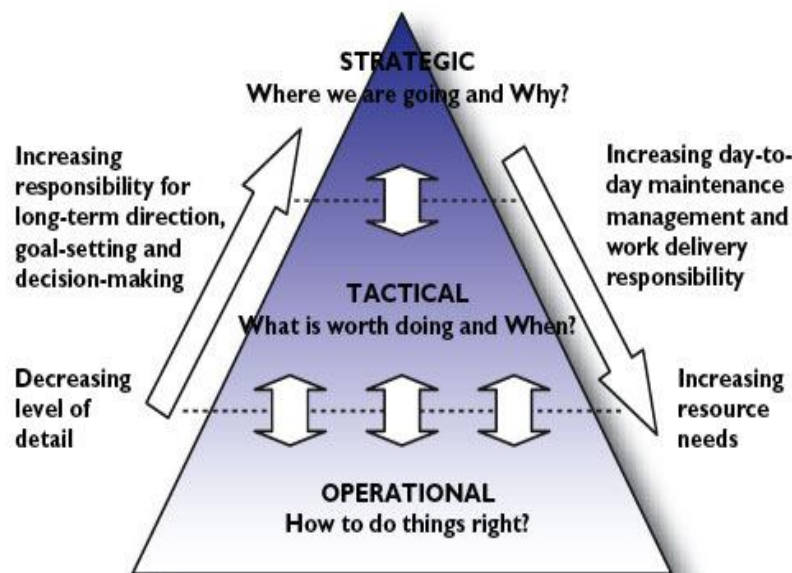 STRATEGIC
Where we are going and Why?
Increasing
responsibility for
long-term direction,
goal-setting and
decision-making
Increasing day-to-
day maintenance
management and
work delivery
responsibility
TACTICAL
What is worth doing and When?
Decreasing
level of
detail
Increasing
resource
needs
OPERATIONAL
How to do things right?